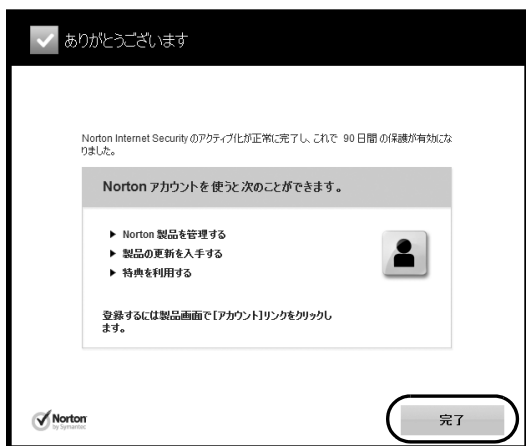 ありがとうございます
Norton Internet Security のアクティブ化が正常に完了し、これで 90 日間 の保護が有効にな
りました。
Norton アカウントを使うと次のことができます。
▶ Norton 製品を管理する
▶ 製品の更新を入手する
▶ 特典を利用する
登録するには製品画面で[アカウント]リンクをクリックし
ます。
Norton
by Symantec
完了